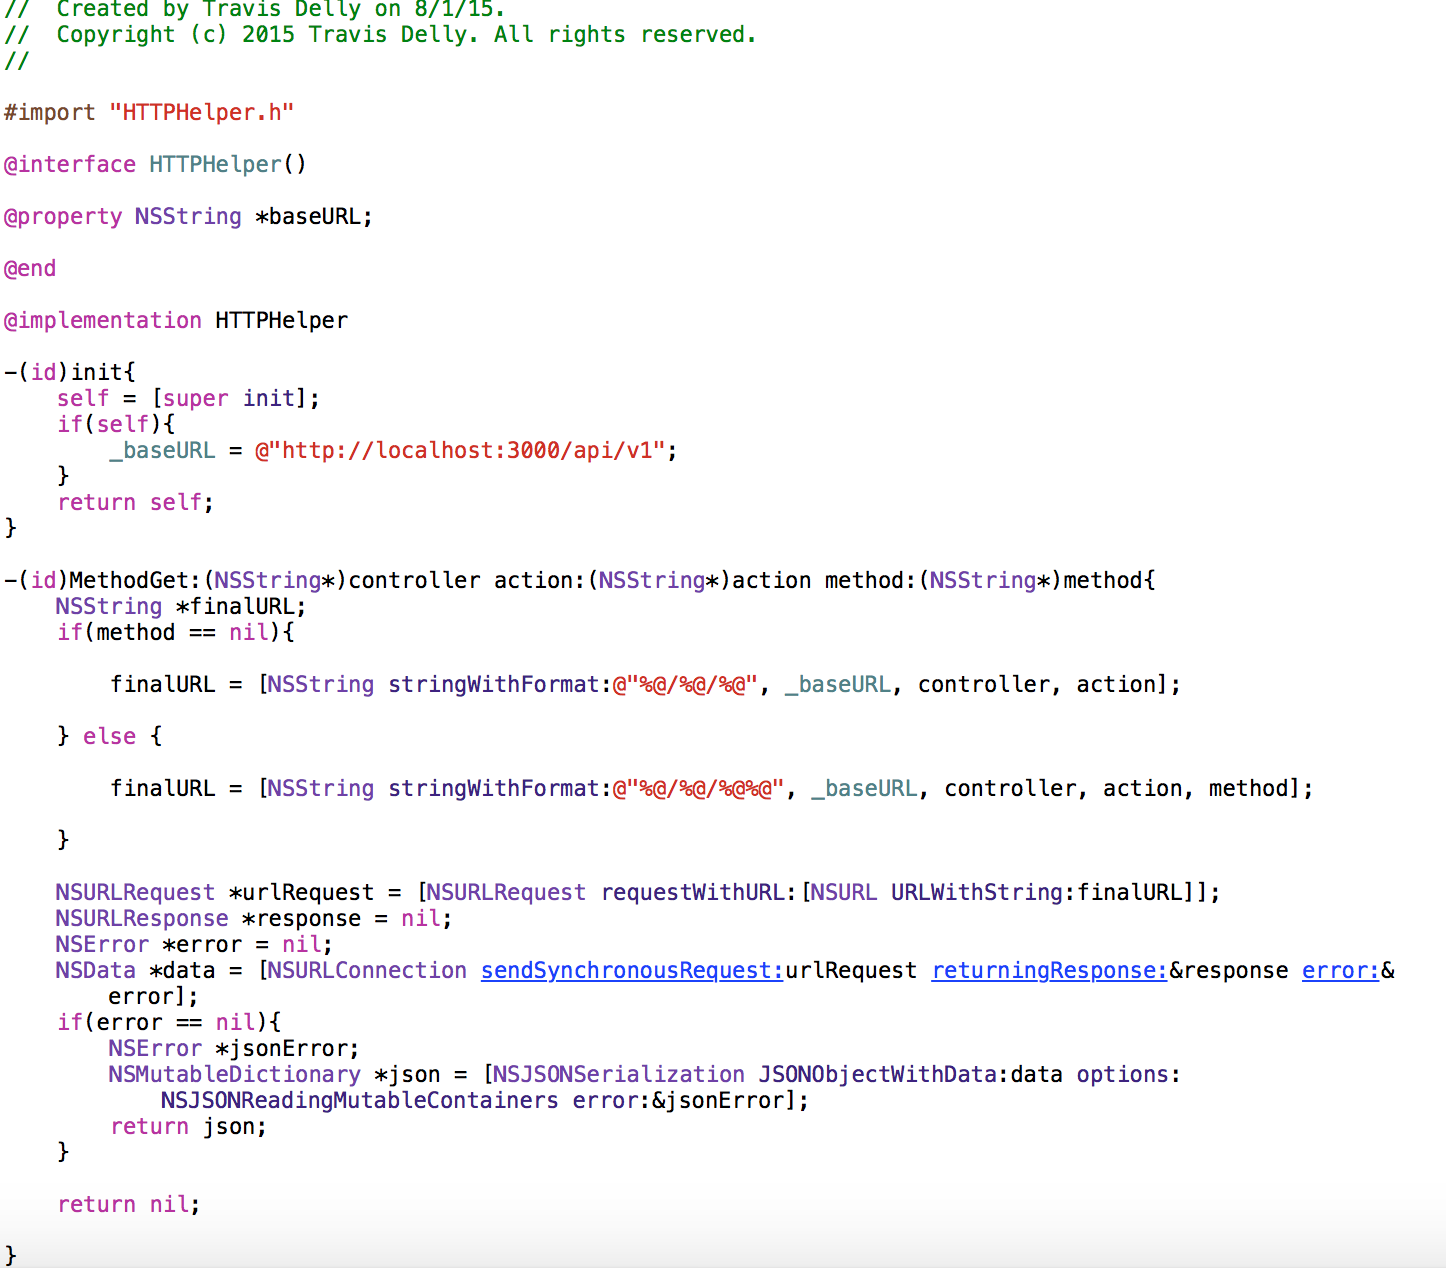 //  Created by Travis Delly on 8/1/15.
//  Copyright (c) 2015 Travis Delly. All rights reserved.
//
#import "HTTPHelper.h"
@interface HTTPHelper()
@property NSString *baseURL;
@end
@implementation HTTPHelper
-(id)init{
    self = [super init];
    if(self){
        _baseURL = @"http://localhost:3000/api/v1";
    }
    return self;
}
-(id)MethodGet:(NSString*)controller action:(NSString*)action method:(NSString*)method{
    NSString *finalURL;
    if(method == nil){
        finalURL = [NSString stringWithFormat:@"%@/%@/%@", _baseURL, controller, action];
    } else {
        finalURL = [NSString stringWithFormat:@"%@/%@/%@%@", _baseURL, controller, action, method];
    }
    NSURLRequest *urlRequest = [NSURLRequest requestWithURL:[NSURL URLWithString:finalURL]];
    NSURLResponse *response = nil;
    NSError *error = nil;
    NSData *data = [NSURLConnection sendSynchronousRequest:urlRequest returningResponse:&response error:&
        error];
    if(error == nil){
        NSError *jsonError;
        NSMutableDictionary *json = [NSJSONSerialization JSONObjectWithData:data options:
            NSJSONReadingMutableContainers error:&jsonError];
        return json;
    }
    return nil;
}